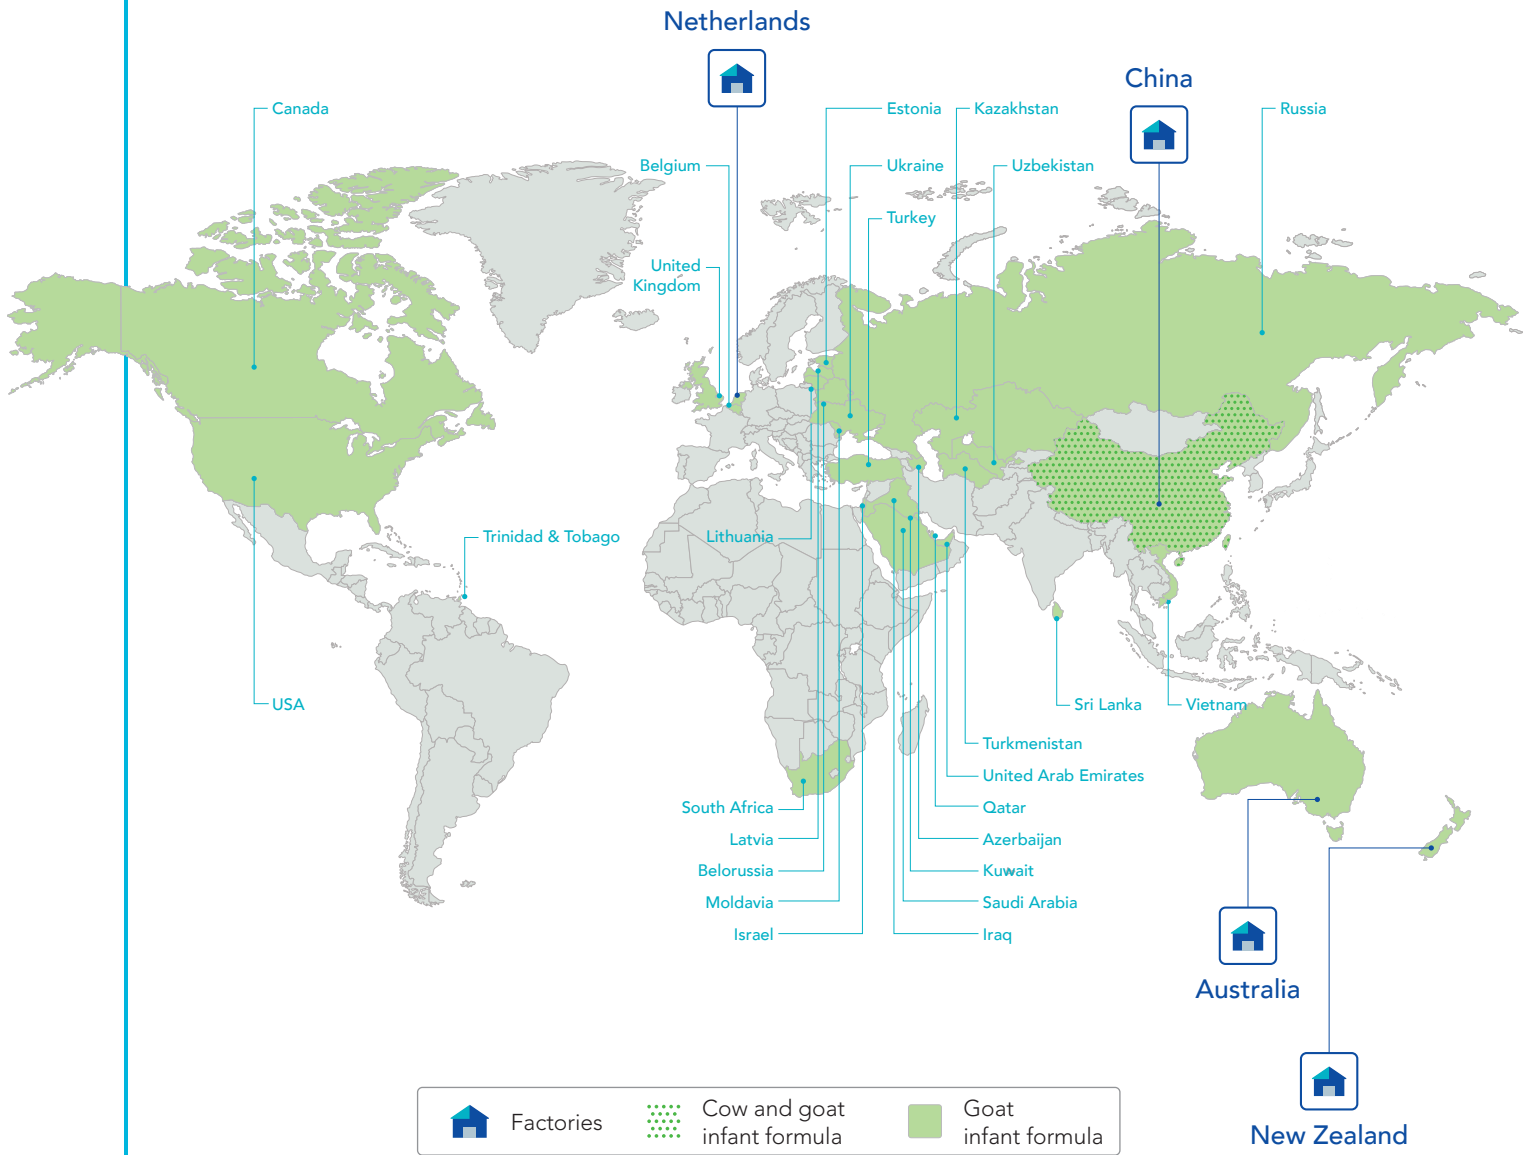 Netherlands
China
Canada
Estonia
Kazakhstan
Russia
Belgium
Ukraine
Uzbekistan
Turkey
United
Kingdom
Trinidad & Tobago
Lithuania
USA
Sri Lanka
Vietnam
Turkmenistan
United Arab Emirates
South Africa
Qatar
Latvia
Azerbaijan
Belorussia
Kuwait
Moldavia
Saudi Arabia
Israel
Iraq
Australia
New Zealand
Factories
Cow and goat
infant formula
Goat
infant formula